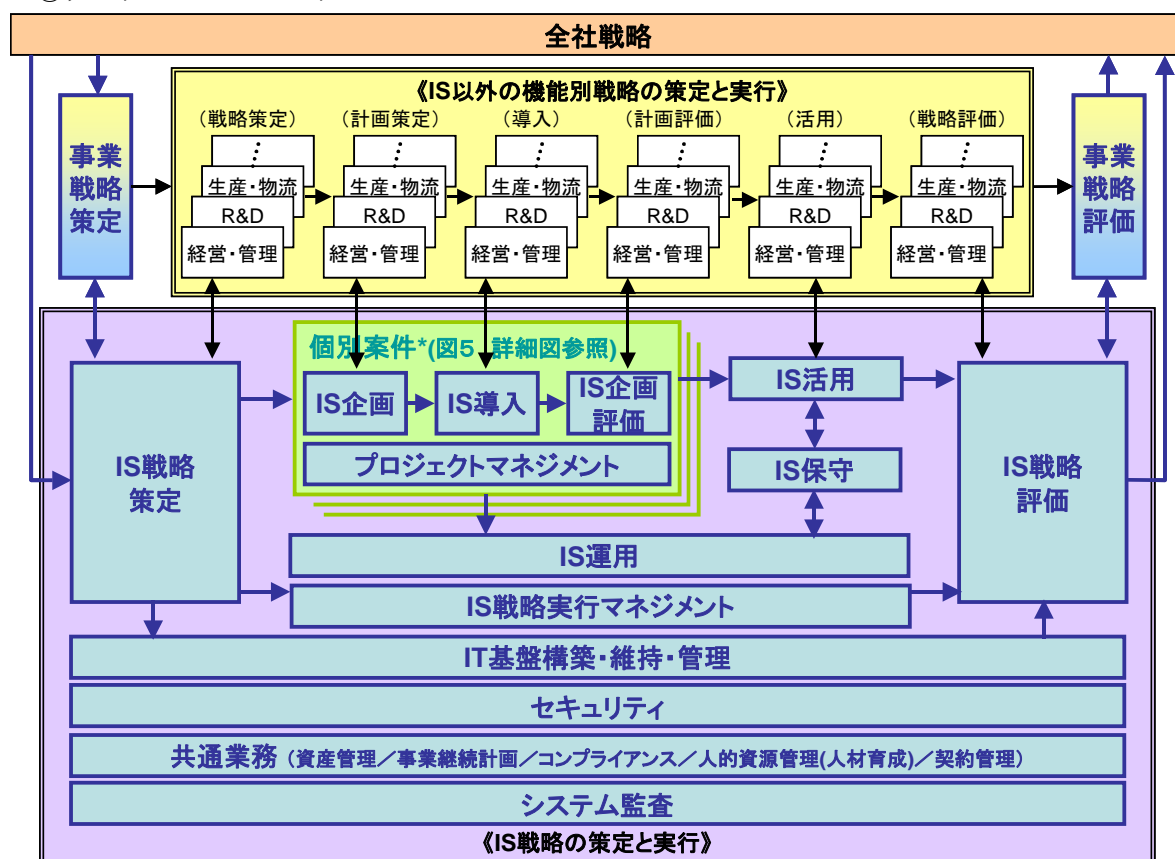 全社戦略
《IS以外の機能別戦略の策定と実行》
（戦略策定）
（計画策定）
（導入）
（計画評価）
（活用）
（戦略評価）
事業
戦略
策定
生産・物流
R&D
経営・管理
生産・物流
R&D
経営・管理
生産・物流
R&D
経営・管理
生産・物流
R&D
経営・管理
生産・物流
R&D
経営・管理
生産・物流
R&D
経営・管理
事業
戦略
評価
個別案件*(図5 詳細図参照)
IS企画
IS導入
IS企画
評価
プロジェクトマネジメント
IS活用
IS保守
IS戦略
策定
IS戦略
評価
IS運用
IS戦略実行マネジメント
IT基盤構築・維持・管理
セキュリティ
共通業務（資産管理／事業継続計画／コンプライアンス／人的資源管理(人材育成)／契約管理）
システム監査
《IS戦略の策定と実行》